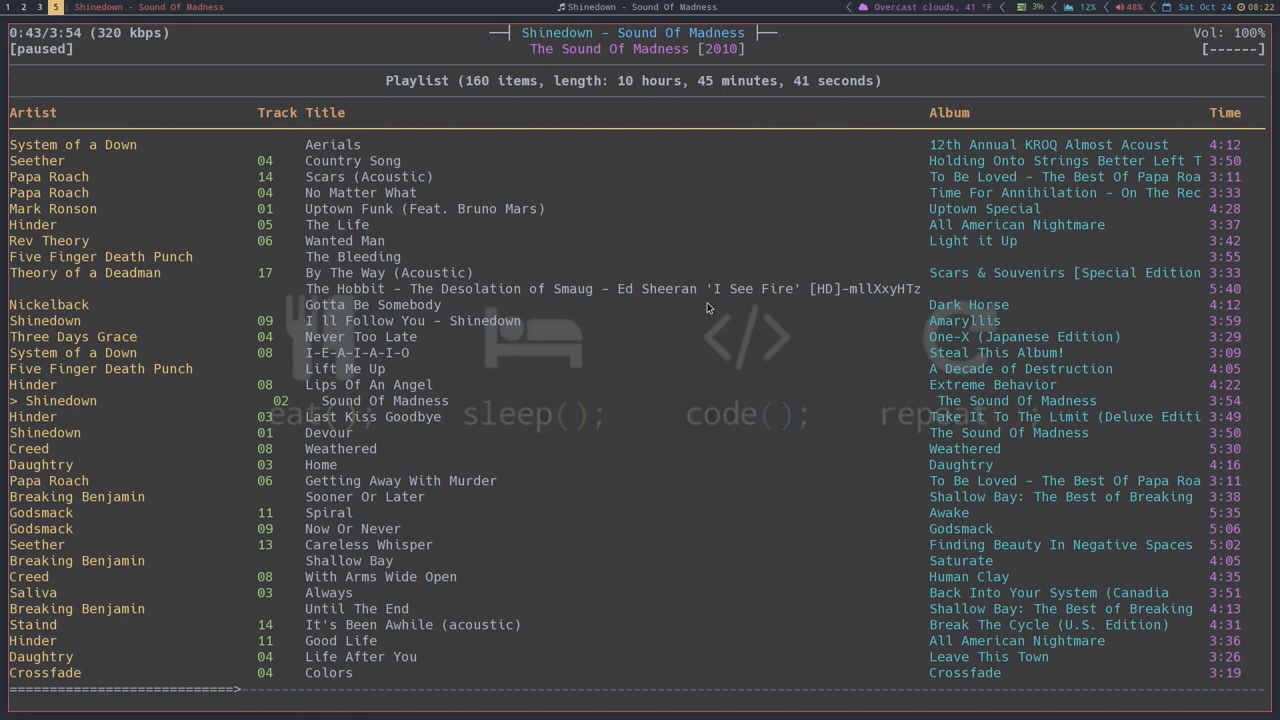 1 2 3 4 5 Shinedown - Sound Of Madness Shinedown - Sound Of Madness Overcast clouds, 41 °F 3% 12% 48% Sat Oct 24 08:22
0:43/3:54 (320 kbps) Shinedown - Sound Of Madness Vol: 100%
[paused] The Sound Of Madness [2010] [------]
Playlist (160 items, length: 10 hours, 45 minutes, 41 seconds)
Artist Track Title Album Time
System of a Down Aerials 12th Annual KROQ Almost Acoust 4:12
Seether 04 Country Song Holding Onto Strings Better Left T 3:50
Papa Roach 14 Scars (Acoustic) To Be Loved - The Best Of Papa Roa 3:11
Papa Roach 04 No Matter What Time For Annihilation - On The Rec 3:33
Mark Ronson 01 Uptown Funk (Feat. Bruno Mars) Uptown Special 4:28
Hinder 05 The Life All American Nightmare 3:37
Rev Theory 06 Wanted Man Light it Up 3:42
Five Finger Death Punch The Bleeding 3:55
Theory of a Deadman 17 By The Way (Acoustic) Scars & Souvenirs [Special Edition 3:33
The Hobbit - The Desolation of Smaug - Ed Sheeran 'I See Fire' [HD]-mllXxyHTz 5:40
Nickelback Gotta Be Somebody Dark Horse 4:12
Shinedown 09 I ll Follow You - Shinedown Amaryllis 3:59
Three Days Grace 04 Never Too Late One-X (Japanese Edition) 3:29
System of a Down 08 I-E-A-I-A-I-O Steal This Album! 3:09
Five Finger Death Punch Lift Me Up A Decade of Destruction 4:05
Hinder 08 Lips Of An Angel Extreme Behavior 4:22
> Shinedown 02 Sound Of Madness The Sound Of Madness 3:54
Hinder 03 Last Kiss Goodbye Take It To The Limit (Deluxe Editi 3:49
eat(); sleep(); code(); repeat ;
Shinedown 01 Devour The Sound Of Madness 3:50
Creed 08 Weathered Weathered 5:30
Daughtry 03 Home Daughtry 4:16
Papa Roach 06 Getting Away With Murder To Be Loved - The Best Of Papa Roa 3:11
Breaking Benjamin Sooner Or Later Shallow Bay: The Best of Breaking 3:38
Godsmack 11 Spiral Awake 5:35
Godsmack 09 Now Or Never Godsmack 5:06
Seether 13 Careless Whisper Finding Beauty In Negative Spaces 5:02
Breaking Benjamin Shallow Bay Saturate 4:05
Creed 08 With Arms Wide Open Human Clay 4:35
Saliva 03 Always Back Into Your System (Canadia 3:51
Breaking Benjamin Until The End Shallow Bay: The Best of Breaking 4:13
Staind 14 It's Been Awhile (acoustic) Break The Cycle (U.S. Edition) 4:31
Hinder 11 Good Life All American Nightmare 3:36
Daughtry 04 Life After You Leave This Town 3:26
Crossfade 04 Colors Crossfade 3:19